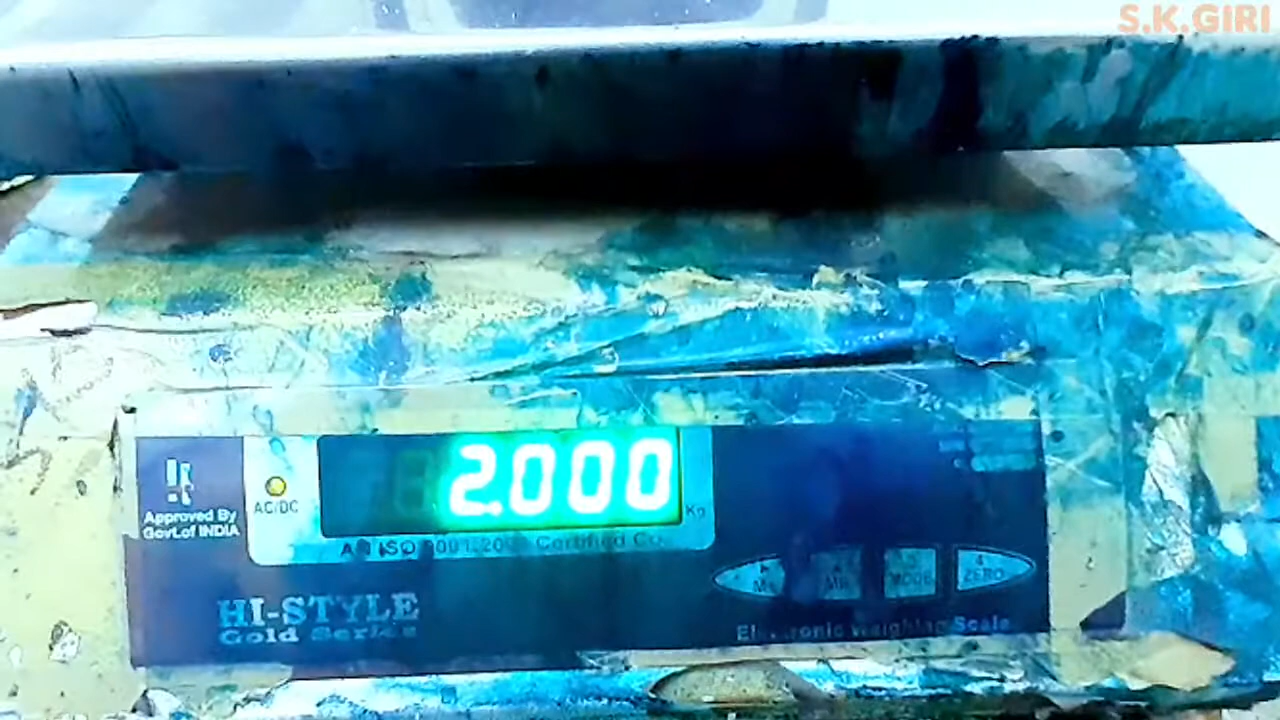 S.K.GIRI
2.000
Kg
AC/DC
Approved By
Govt.of INDIA
Certified Co.
ZERO
HI-STYLE
Gold Series
Electronic Weighing Scale